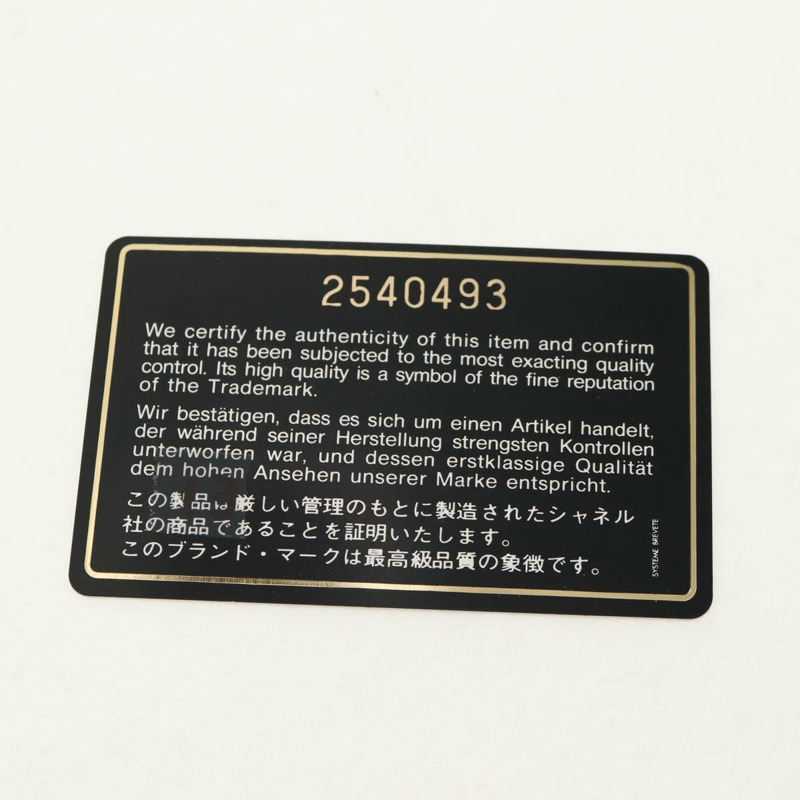 2540493
We certify the authenticity of this item and confirm
that it has been subjected to the most exacting quality
control. Its high quality is a symbol of the fine reputation
of the Trademark.
Wir bestätigen, dass es sich um einen Artikel handelt,
der während seiner Herstellung strengsten Kontrollen
unterworfen war, und dessen erstklassige Qualität
dem hohen Ansehen unserer Marke entspricht.
この製品は厳しい管理のもとに製造されたシャネル
社の商品であることを証明いたします。
このブランド・マークは最高級品質の象徴です。
SYSTEME BREVETE